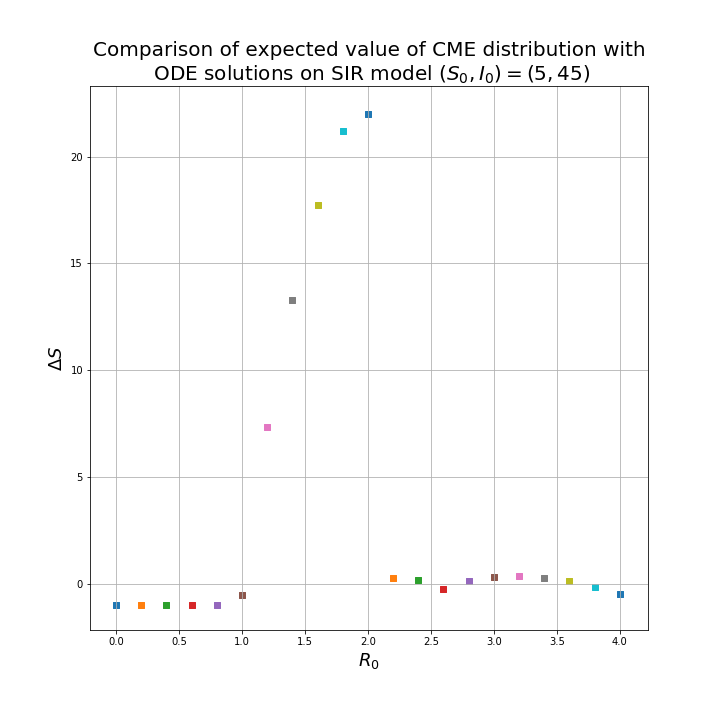 Comparison of expected value of CME distribution with
ODE solutions on SIR model (S₀, I₀) = (5, 45)
20
15
10
5
0
ΔS
0.0 0.5 1.0 1.5 2.0 2.5 3.0 3.5 4.0
R₀